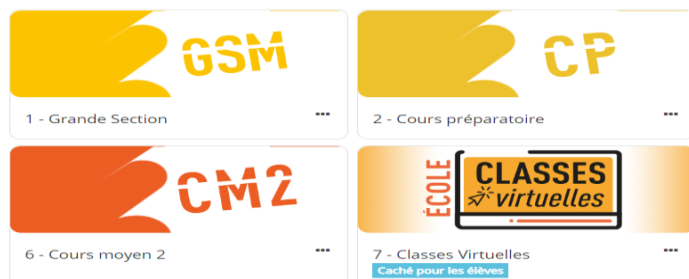 GSM
1 - Grande Section
CP
2 - Cours préparatoire
CM2
6 - Cours moyen 2
ÉCOLE
CLASSES
virtuelles
7 - Classes Virtuelles
Caché pour les élèves